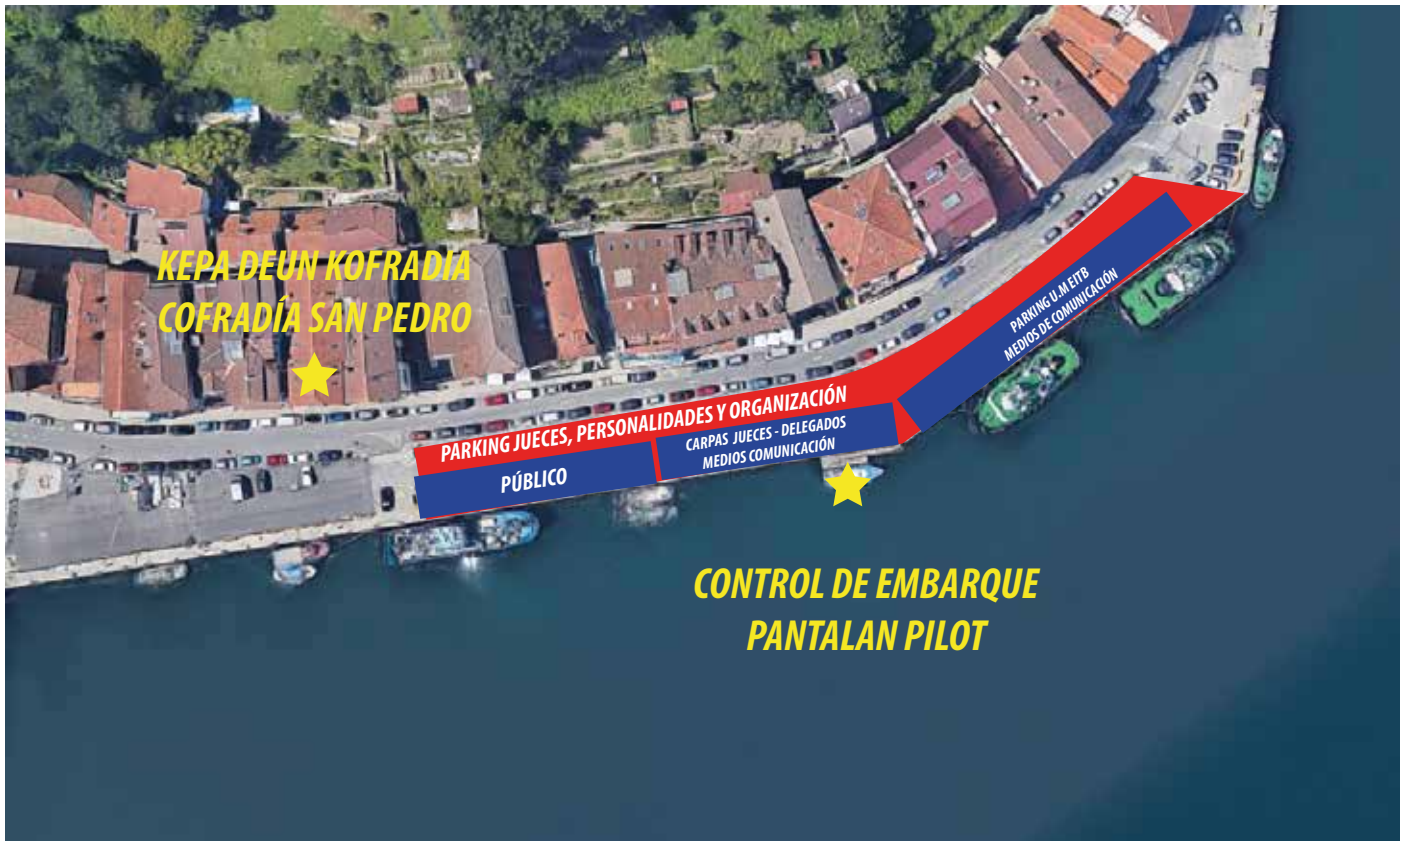 KEPA DEUN KOFRADIA
COFRADÍA SAN PEDRO
PARKING JUECES, PERSONALIDADES Y ORGANIZACIÓN
PÚBLICO
CARPAS JUECES - DELEGADOS
MEDIOS COMUNICACIÓN
PARKING U.M EITB
MEDIOS DE COMUNICACIÓN
CONTROL DE EMBARQUE
PANTALAN PILOT